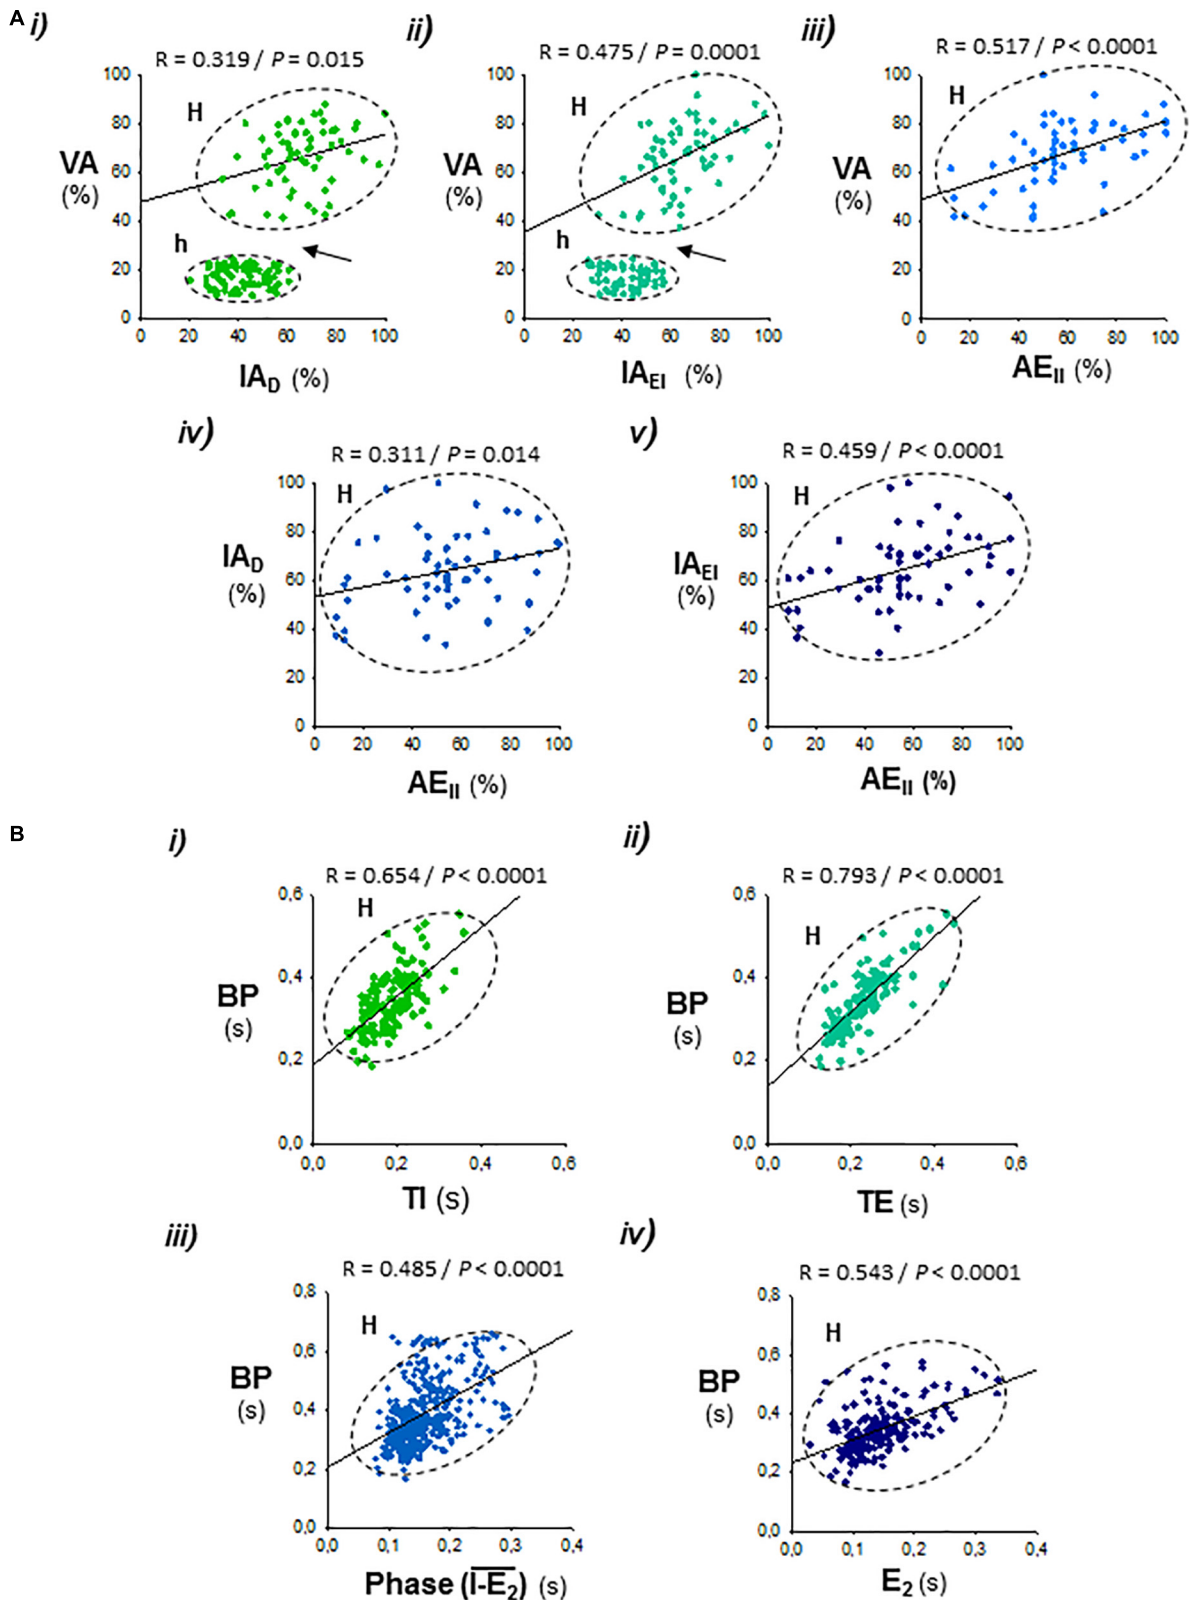 A
i)
R = 0.319 / P = 0.015
H
h
VA
(%)
100
80
60
40
20
0
0 20 40 60 80 100
IAD (%)
ii)
R = 0.475 / P = 0.0001
H
h
VA
(%)
100
80
60
40
20
0
0 20 40 60 80 100
IAEI (%)
iii)
R = 0.517 / P < 0.0001
H
VA
(%)
100
80
60
40
20
0
0 20 40 60 80 100
AEII (%)
iv)
R = 0.311 / P = 0.014
H
IAD
(%)
100
80
60
40
20
0
0 20 40 60 80 100
AEII (%)
v)
R = 0.459 / P < 0.0001
H
IAEI
(%)
100
80
60
40
20
0
0 20 40 60 80 100
AEII (%)
B
i)
R = 0.654 / P < 0.0001
H
BP
(s)
0,6
0,4
0,2
0,0
0,0 0,2 0,4 0,6
TI (s)
ii)
R = 0.793 / P < 0.0001
H
BP
(s)
0,6
0,4
0,2
0,0
0,0 0,2 0,4 0,6
TE (s)
iii)
R = 0.485 / P < 0.0001
H
BP
(s)
0,8
0,6
0,4
0,2
0,0
0,0 0,1 0,2 0,3 0,4
Phase (I-E2) (s)
iv)
R = 0.543 / P < 0.0001
H
BP
(s)
0,8
0,6
0,4
0,2
0,0
0,0 0,1 0,2 0,3 0,4
E2 (s)